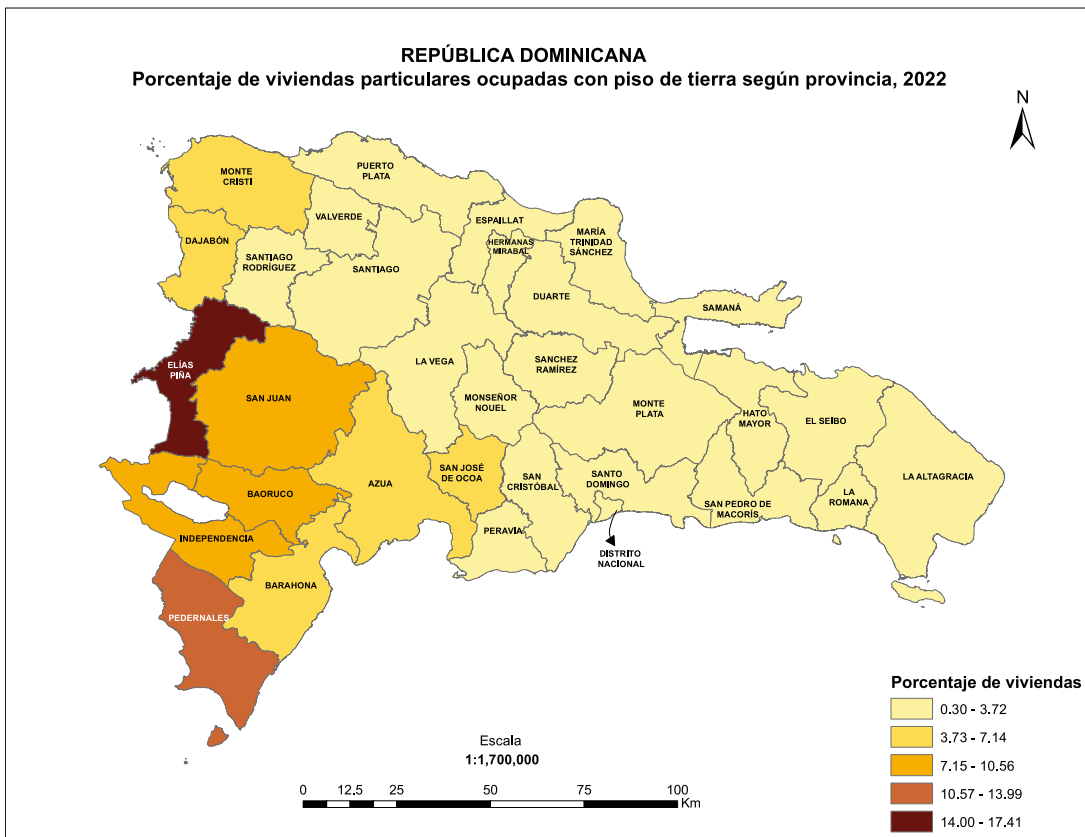 REPÚBLICA DOMINICANA
Porcentaje de viviendas particulares ocupadas con piso de tierra según provincia, 2022
N
PUERTO
PLATA
MONTE
CRISTI
VALVERDE
ESPAILLAT
MARÍA
TRINIDAD
SÁNCHEZ
DAJABÓN
HERMANAS
MIRABAL
SANTIAGO
RODRÍGUEZ
SANTIAGO
DUARTE
SAMANÁ
ELÍAS
PIÑA
LA VEGA
SANCHEZ
RAMÍREZ
SAN JUAN
MONSEÑOR
NOUEL
MONTE
PLATA
HATO
MAYOR
EL SEIBO
SAN JOSÉ
DE OCOA
SAN
CRISTÓBAL
SANTO
DOMINGO
LA ALTAGRACIA
AZUA
BAORUCO
LA
ROMANA
SAN PEDRO DE
MACORÍS
PERAVIA
INDEPENDENCIA
DISTRITO
NACIONAL
BARAHONA
PEDERNALES
Porcentaje de viviendas
0.30 - 3.72
3.73 - 7.14
7.15 - 10.56
10.57 - 13.99
14.00 - 17.41
Escala
1:1,700,000
0 12.5 25 50 75 100
Km